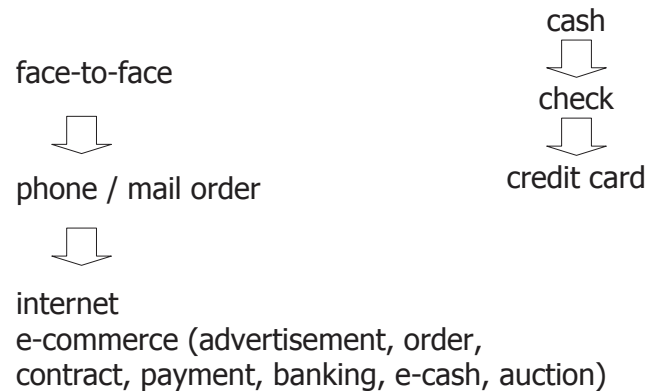 face-to-face
phone / mail order
internet
e-commerce (advertisement, order,
contract, payment, banking, e-cash, auction)
cash
check
credit card